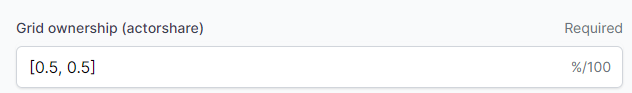 Grid ownership (actorshare) Required
[0.5, 0.5] %/100